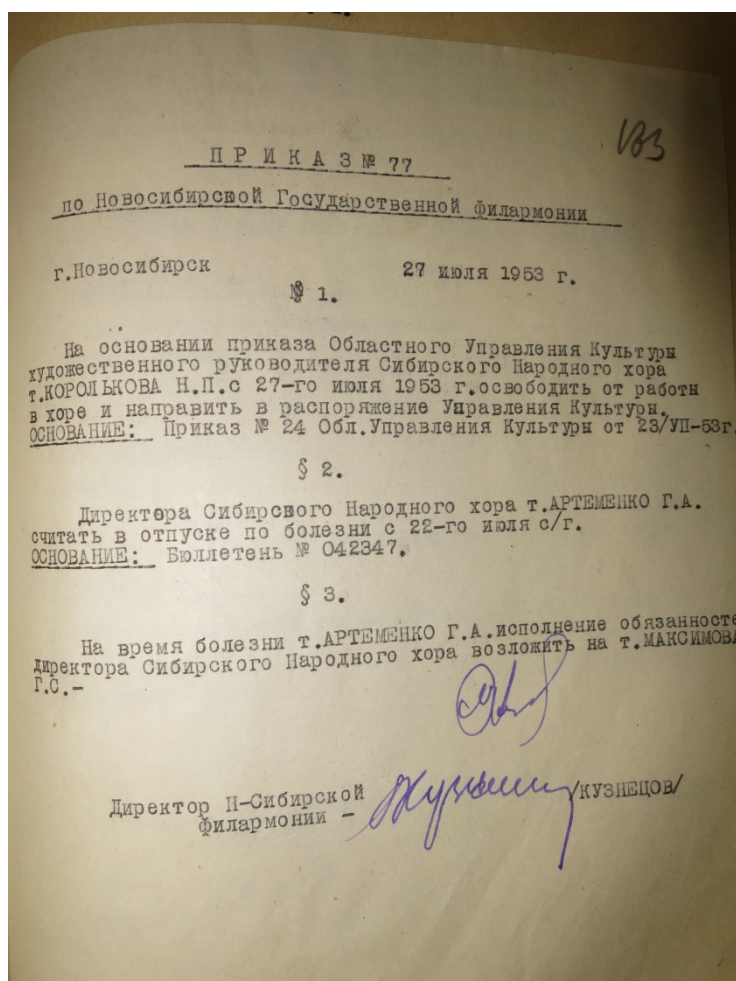 183
ПРИКАЗ № 77
по Новосибирской Государственной филармонии
г.Новосибирск 27 июля 1953 г.
§ 1.
На основании приказа Областного Управления Культуры
художественного руководителя Сибирского Народного хора
т.КОРОЛЬКОВА Н.П.с 27-го июля 1953 г.освободить от работы
в хоре и направить в распоряжение Управления Культуры.
ОСНОВАНИЕ: Приказ № 24 Обл.Управления Культуры от 23/УП-53г.
§ 2.
Директора Сибирского Народного хора т.АРТЕМЕНКО Г.А.
считать в отпуске по болезни с 22-го июля с/г.
ОСНОВАНИЕ: Бюллетень № 042347.
§ 3.
На время болезни т.АРТЕМЕНКО Г.А.исполнение обязанносте
директора Сибирского Народного хора возложить на т.МАКСИМОВА
Г.С.-
Директор Н-Сибирской /КУЗНЕЦОВ/
филармонии -